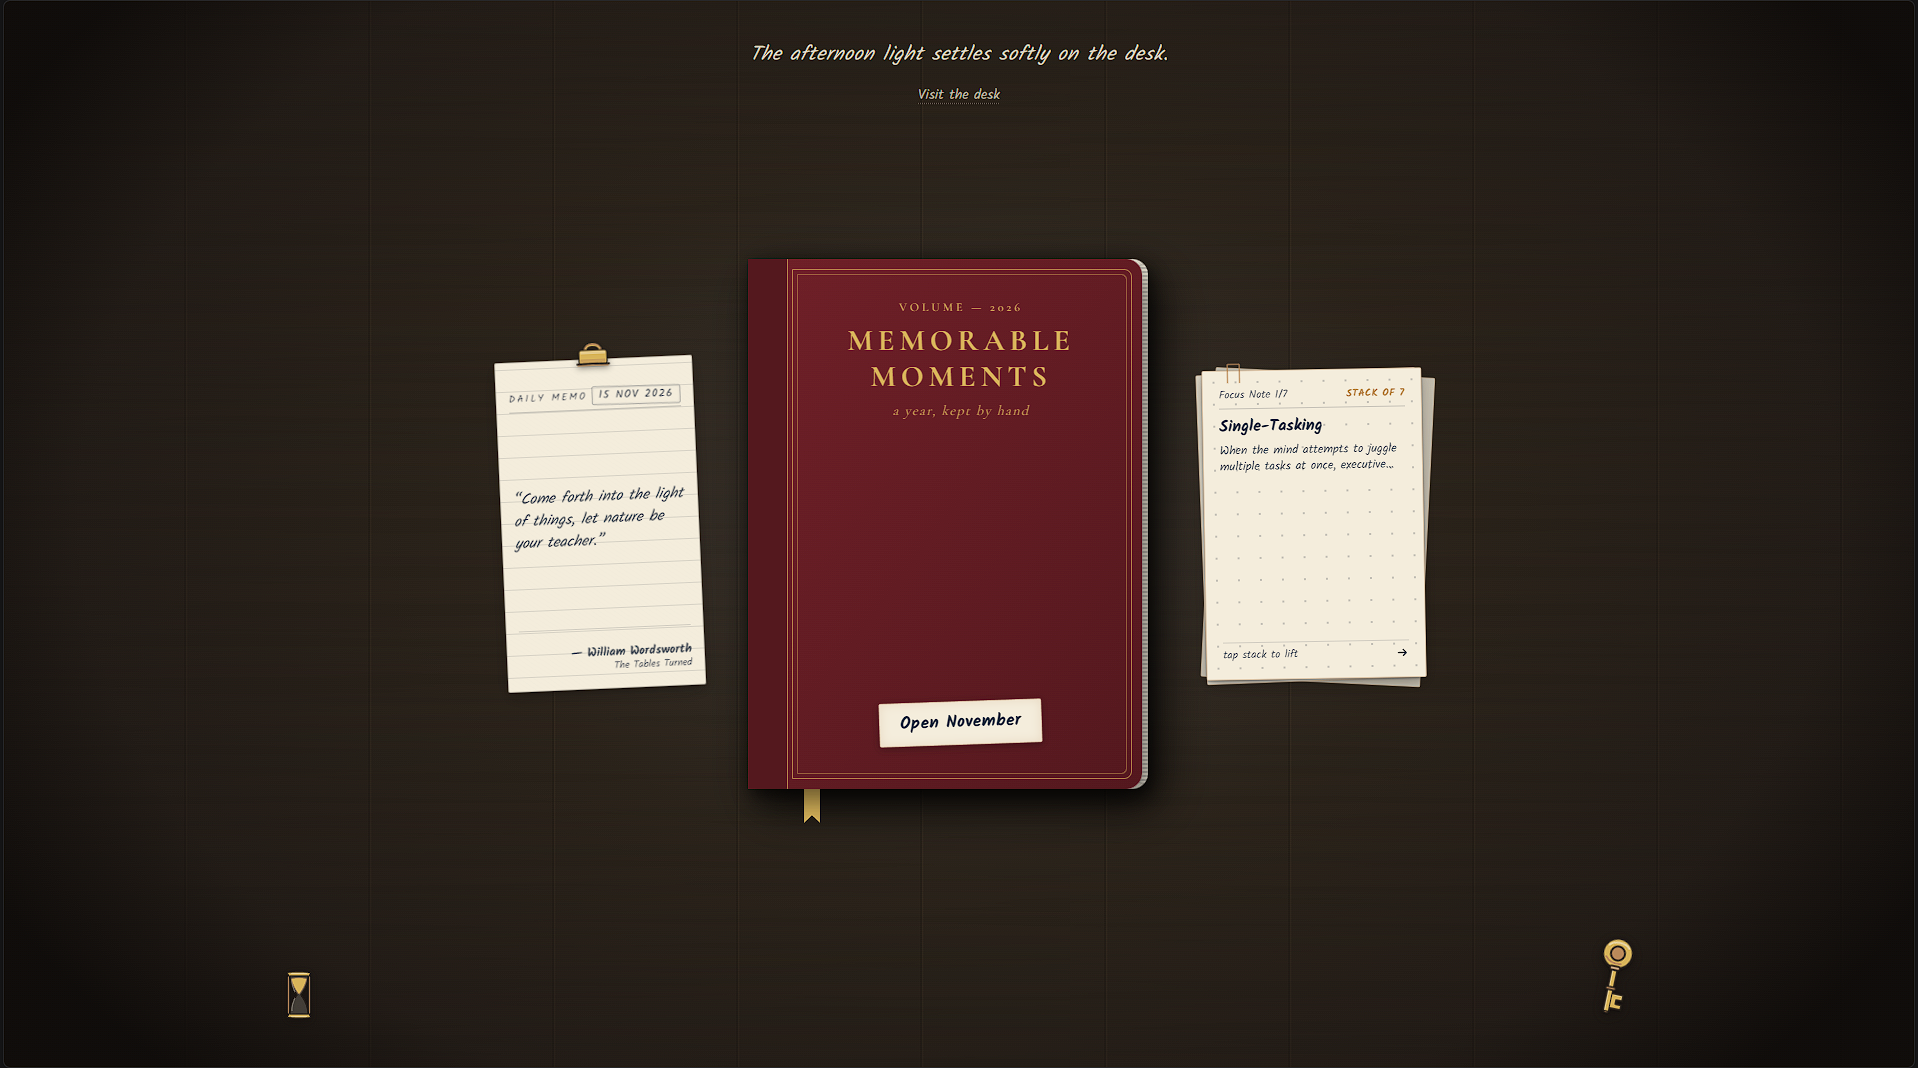 The afternoon light settles softly on the desk.
Visit the desk
DAILY MEMO 15 NOV 2026
“Come forth into the light
of things, let nature be
your teacher.”
— William Wordsworth
The Tables Turned
VOLUME — 2026
MEMORABLE
MOMENTS
a year, kept by hand
Open November
Focus Note 1/7 STACK OF 7
Single-Tasking
When the mind attempts to juggle
multiple tasks at once, executive...
tap stack to lift →